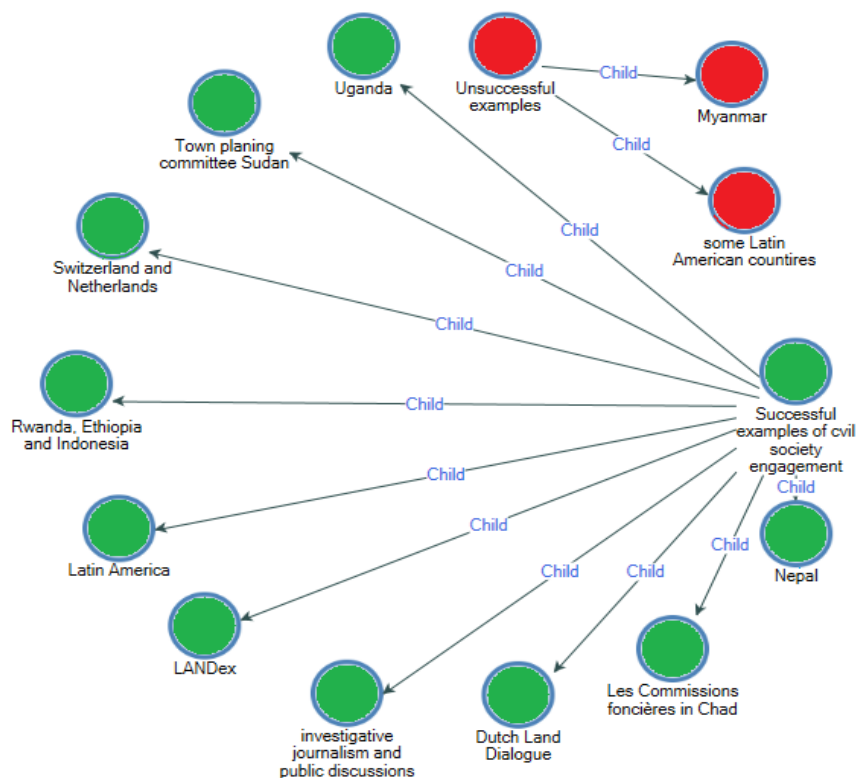 Uganda
Unsuccessful
examples
Child
Myanmar
Child
Town planing
committee Sudan
some Latin
American countires
Child
Child
Switzerland and
Netherlands
Child
Child
Rwanda, Ethiopia
and Indonesia
Successful
examples of cvil
society
engagement
Child
Child
Child
Latin America
Child
Child
Child
Nepal
LANDex
Les Commissions
foncières in Chad
investigative
journalism and
public discussions
Dutch Land
Dialogue